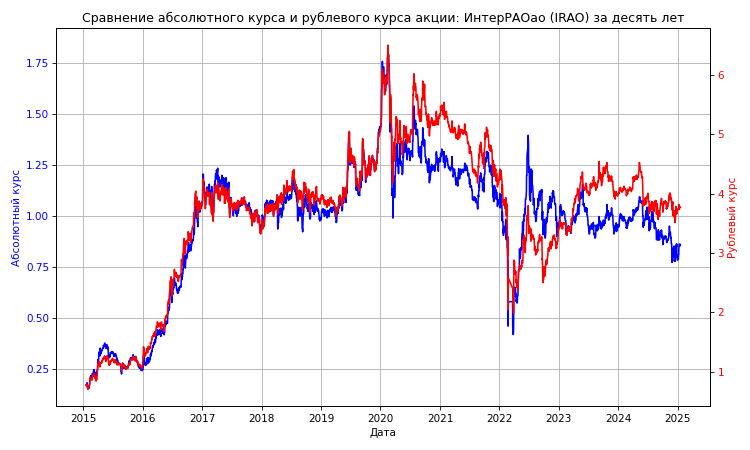 Сравнение абсолютного курса и рублевого курса акции: ИнтерРАОао (IRAO) за десять лет
Абсолютный курс
1.75
1.50
1.25
1.00
0.75
0.50
0.25
6
5
4
3
2
1
Рублевый курс
2015 2016 2017 2018 2019 2020 2021 2022 2023 2024 2025
Дата